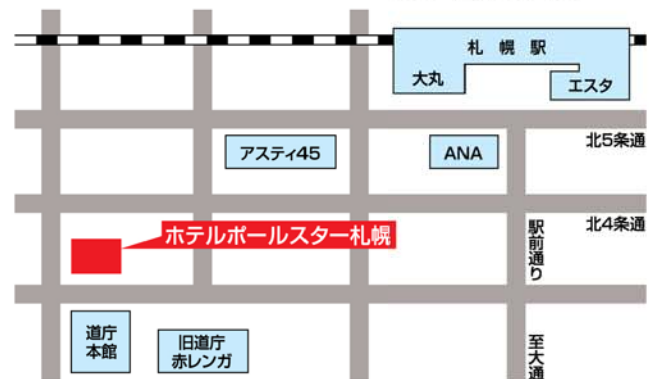 札幌駅
大丸
エスタ
北5条通
アスティ45
ANA
北4条通
ホテルポールスター札幌
駅前通り
道庁
本館
旧道庁
赤レンガ
至大通